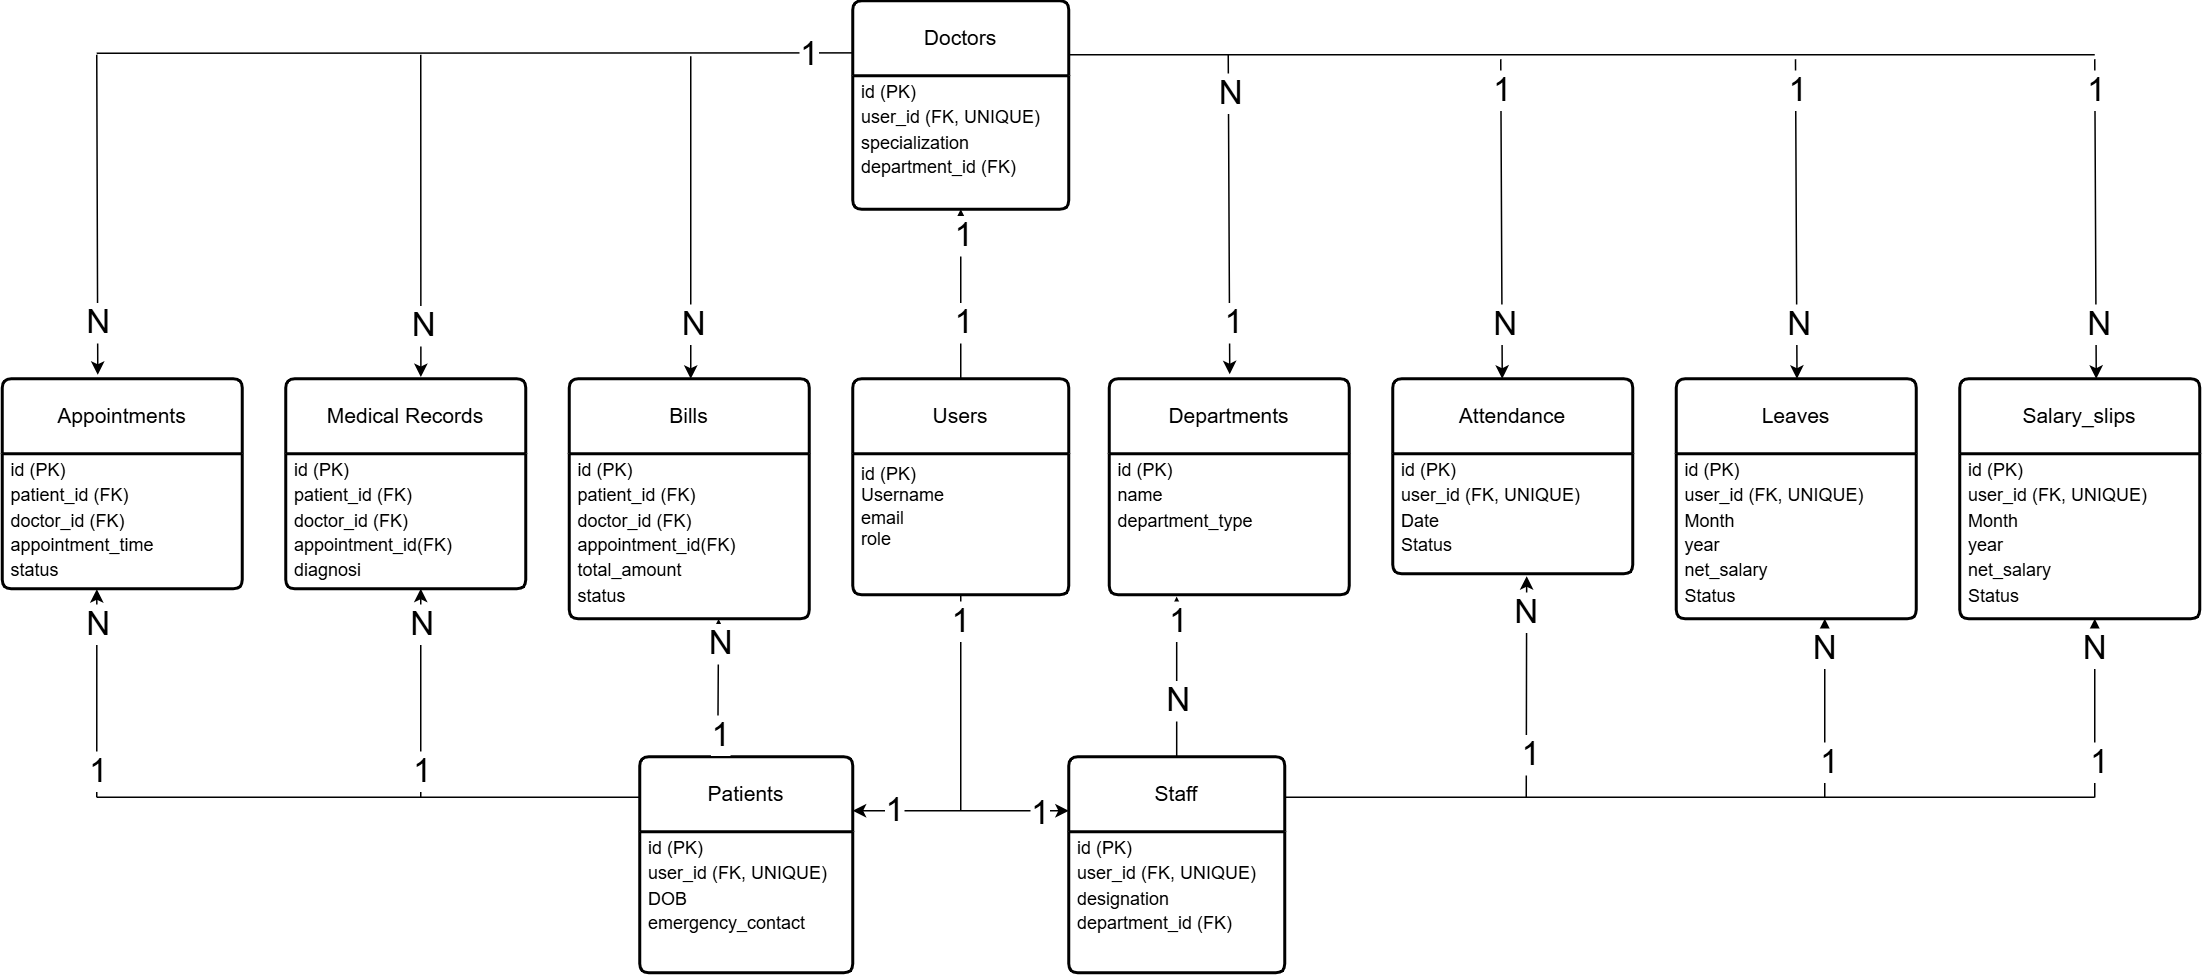 Doctors
id (PK)
user_id (FK, UNIQUE)
specialization
department_id (FK)
1
N
1
1
1
1
N
N
N
1
1
N
N
N
Appointments
id (PK)
patient_id (FK)
doctor_id (FK)
appointment_time
status
Medical Records
id (PK)
patient_id (FK)
doctor_id (FK)
appointment_id(FK)
diagnosi
Bills
id (PK)
patient_id (FK)
doctor_id (FK)
appointment_id(FK)
total_amount
status
Users
id (PK)
Username
email
role
Departments
id (PK)
name
department_type
Attendance
id (PK)
user_id (FK, UNIQUE)
Date
Status
Leaves
id (PK)
user_id (FK, UNIQUE)
Month
year
net_salary
Status
Salary_slips
id (PK)
user_id (FK, UNIQUE)
Month
year
net_salary
Status
N
N
N
1
1
N
N
N
1
1
N
1
1
1
1
1
1
Patients
id (PK)
user_id (FK, UNIQUE)
DOB
emergency_contact
Staff
id (PK)
user_id (FK, UNIQUE)
designation
department_id (FK)